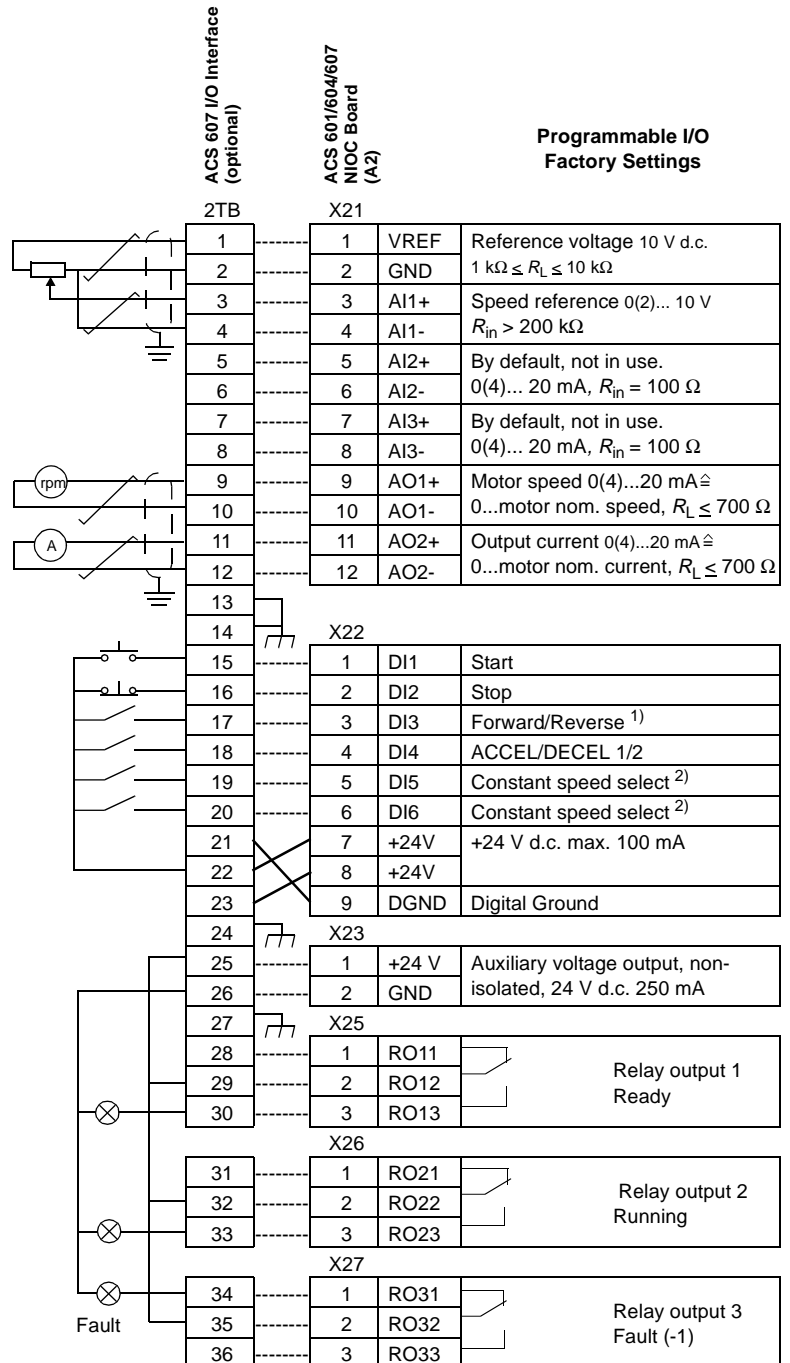 ACS 607 I/O Interface
(optional)
ACS 601/604/607
NIOC Board
(A2)
Programmable I/O
Factory Settings
2TB X21
1 1 VREF Reference voltage 10 V d.c.
2 2 GND 1 kΩ ≤ RL ≤ 10 kΩ
3 3 AI1+ Speed reference 0(2)... 10 V
4 4 AI1- Rin > 200 kΩ
5 5 AI2+ By default, not in use.
6 6 AI2- 0(4)... 20 mA, Rin = 100 Ω
7 7 AI3+ By default, not in use.
8 8 AI3- 0(4)... 20 mA, Rin = 100 Ω
rpm 9 9 AO1+ Motor speed 0(4)...20 mA ≙
10 10 AO1- 0...motor nom. speed, RL ≤ 700 Ω
A 11 11 AO2+ Output current 0(4)...20 mA ≙
12 12 AO2- 0...motor nom. current, RL ≤ 700 Ω
13
14 X22
15 1 DI1 Start
16 2 DI2 Stop
17 3 DI3 Forward/Reverse 1)
18 4 DI4 ACCEL/DECEL 1/2
19 5 DI5 Constant speed select 2)
20 6 DI6 Constant speed select 2)
21 7 +24V +24 V d.c. max. 100 mA
22 8 +24V
23 9 DGND Digital Ground
24 X23
25 1 +24 V Auxiliary voltage output, non-
26 2 GND isolated, 24 V d.c. 250 mA
27 X25
28 1 RO11
29 2 RO12 Relay output 1
30 3 RO13 Ready
X26
31 1 RO21
32 2 RO22 Relay output 2
33 3 RO23 Running
X27
34 1 RO31
Fault 35 2 RO32 Relay output 3
36 3 RO33 Fault (-1)